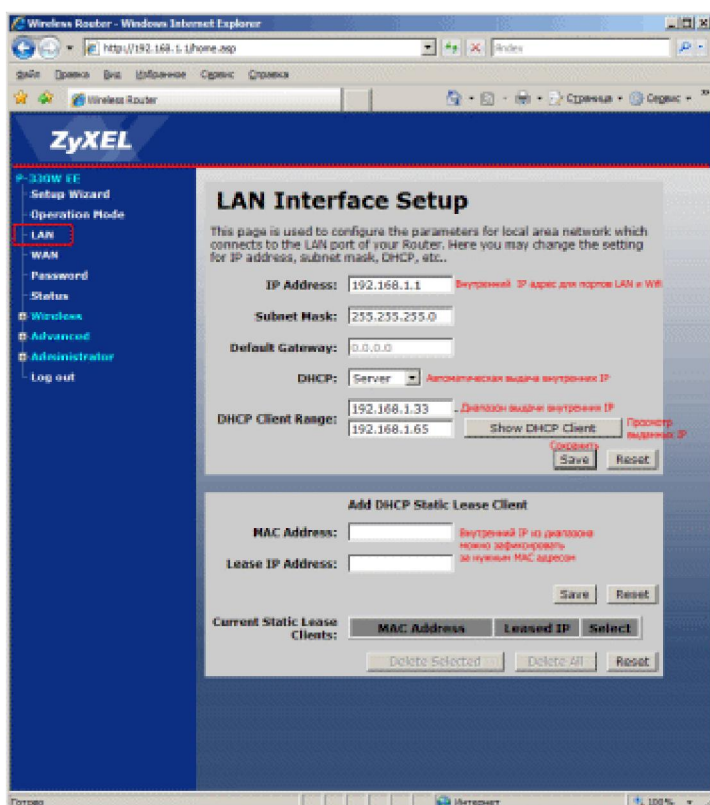 Wireless Router - Windows Internet Explorer
http://192.168.1.1/home.asp
Яndex
Файл Правка Вид Избранное Сервис Справка
Wireless Router
Страница
Сервис
ZyXEL
P-330W EE
Setup Wizard
Operation Mode
LAN
WAN
Password
Status
Wireless
Advanced
Administrator
Log out
LAN Interface Setup
This page is used to configure the parameters for local area network which
connects to the LAN port of your Router. Here you may change the setting
for IP address, subnet mask, DHCP, etc..
IP Address: 192.168.1.1 Внутренний IP адрес для портов LAN и Wifi
Subnet Mask: 255.255.255.0
Default Gateway: 0.0.0.0
DHCP: Server Автоматическая выдача внутренних IP
DHCP Client Range: 192.168.1.33 - Диапазон выдачи внутренних IP
192.168.1.65 Show DHCP Client Просмотр
выданных IP
Сохранить
Save Reset
Add DHCP Static Lease Client
MAC Address: Внутренний IP из диапазона
можно зафиксировать
за нужным MAC адресом
Lease IP Address:
Save Reset
Current Static Lease
Clients:
MAC Address Leased IP Select
Delete Selected Delete All Reset
Готово
Интернет
100%